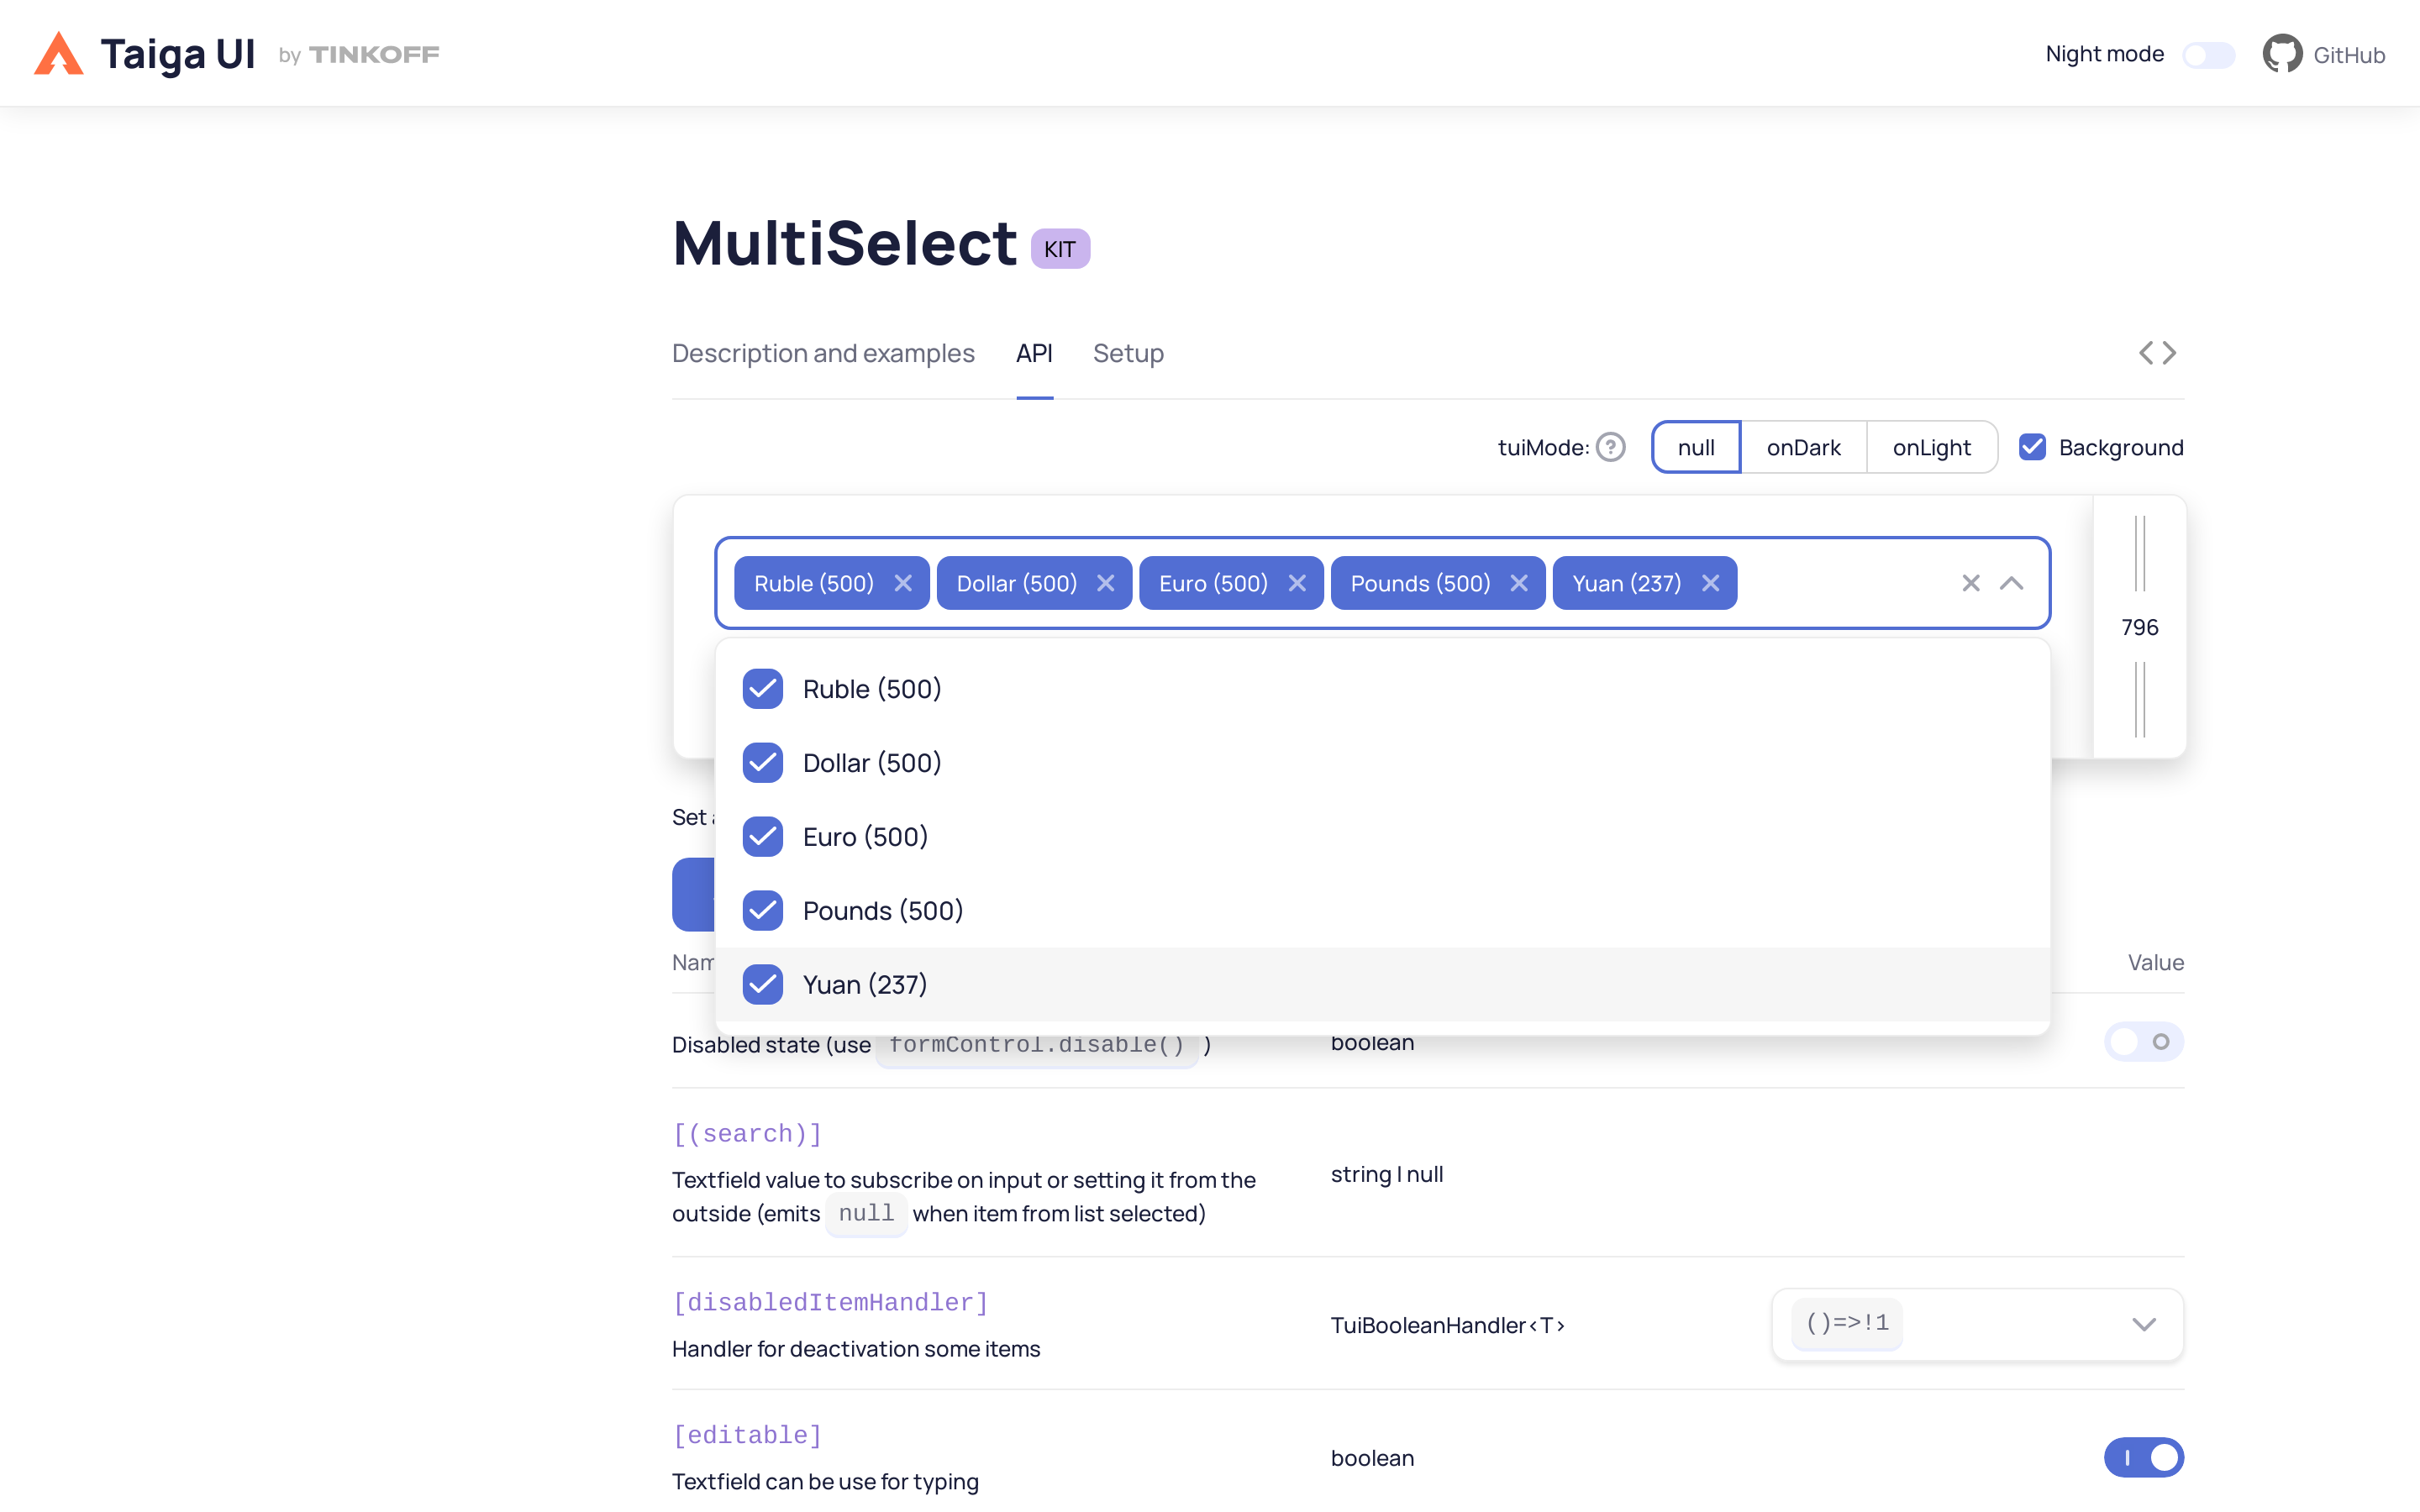 Taiga UI by TINKOFF
Night mode
GitHub
MultiSelect KIT
Description and examples API Setup
tuiMode: ? null onDark onLight Background
Ruble (500) Dollar (500) Euro (500) Pounds (500) Yuan (237)
796
Ruble (500)
Dollar (500)
Euro (500)
Pounds (500)
Yuan (237)
Set
Value
Disabled state (use formControl.disable() ) boolean
[(search)]
Textfield value to subscribe on input or setting it from the
outside (emits null when item from list selected)
string | null
[disabledItemHandler]
Handler for deactivation some items
TuiBooleanHandler<T>
()=>!1
[editable]
Textfield can be use for typing
boolean